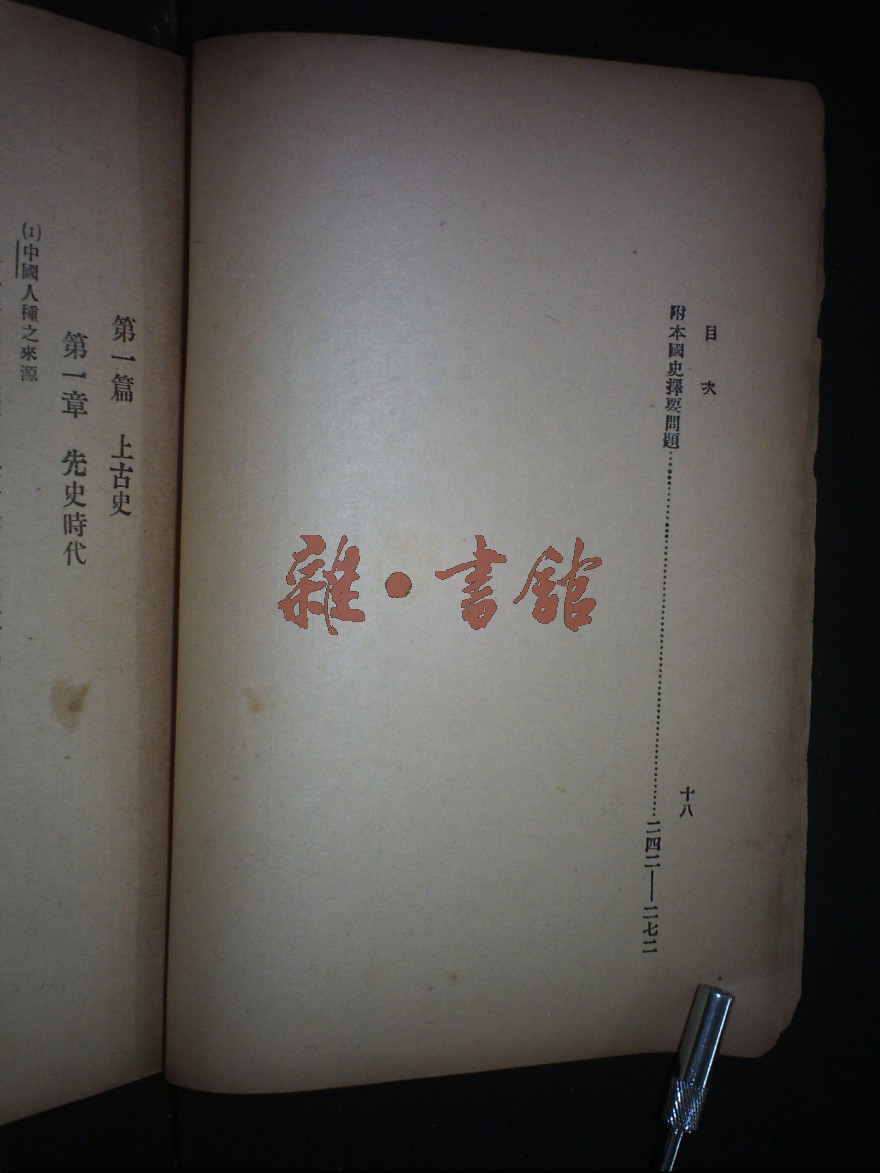 目次
十八
附本國史擇要問題……二四二——二七二
第一篇 上古史
第一章 先史時代
(1)中國人種之來源
雜•書館